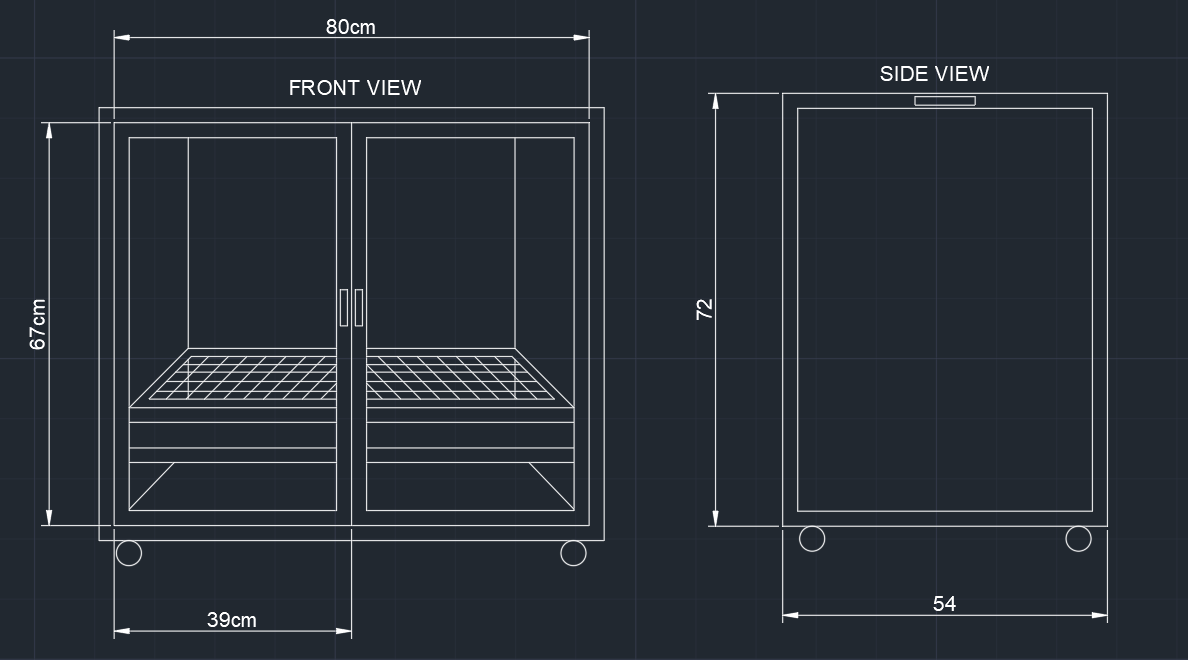 80cm
FRONT VIEW
67cm
39cm
SIDE VIEW
72
54